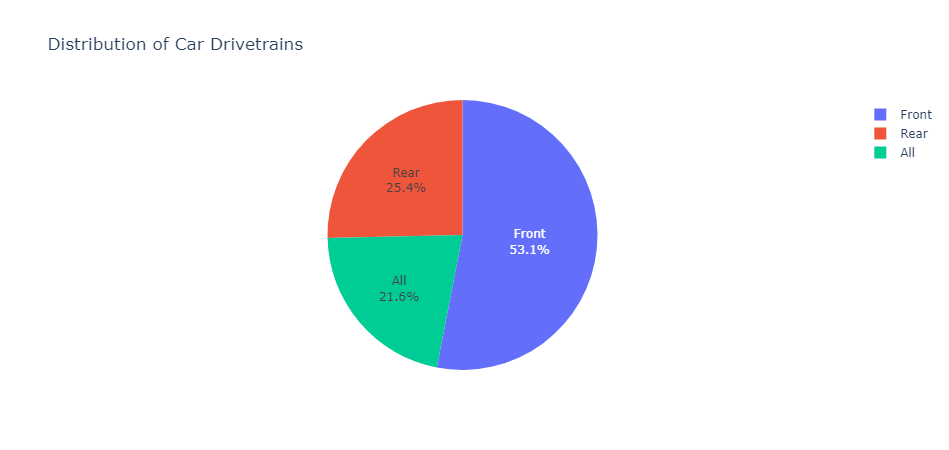 Distribution of Car Drivetrains
Front
Rear
All
Rear
25.4%
Front
53.1%
All
21.6%